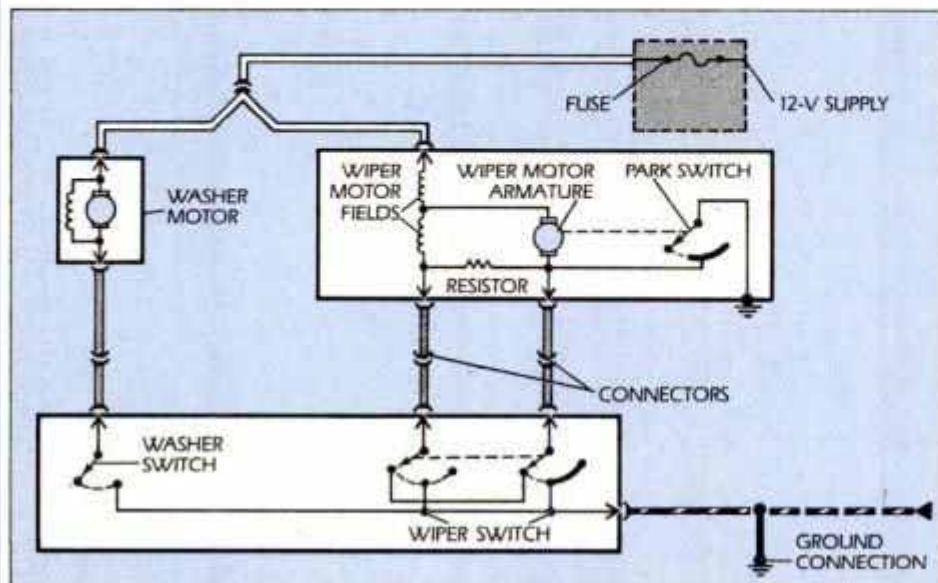 FUSE
12-V SUPPLY
WASHER
MOTOR
WIPER
MOTOR
FIELDS
WIPER MOTOR
ARMATURE
PARK SWITCH
RESISTOR
CONNECTORS
WASHER
SWITCH
WIPER SWITCH
GROUND
CONNECTION